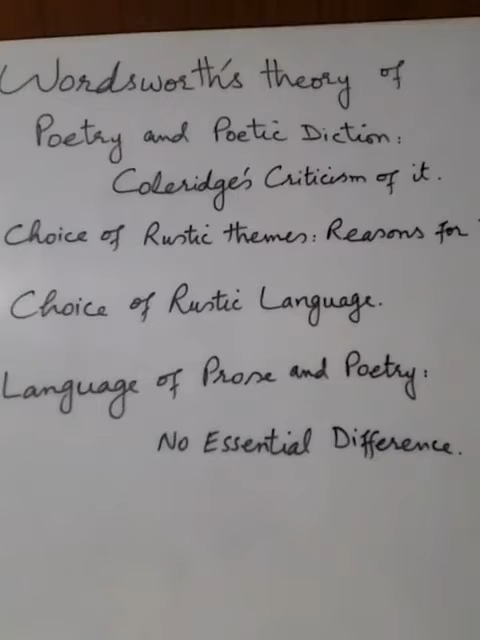 Wordsworth's theory of
Poetry and Poetic Diction:
Coleridge's Criticism of it.
Choice of Rustic themes: Reasons for
Choice of Rustic Language.
Language of Prose and Poetry:
No Essential Difference.